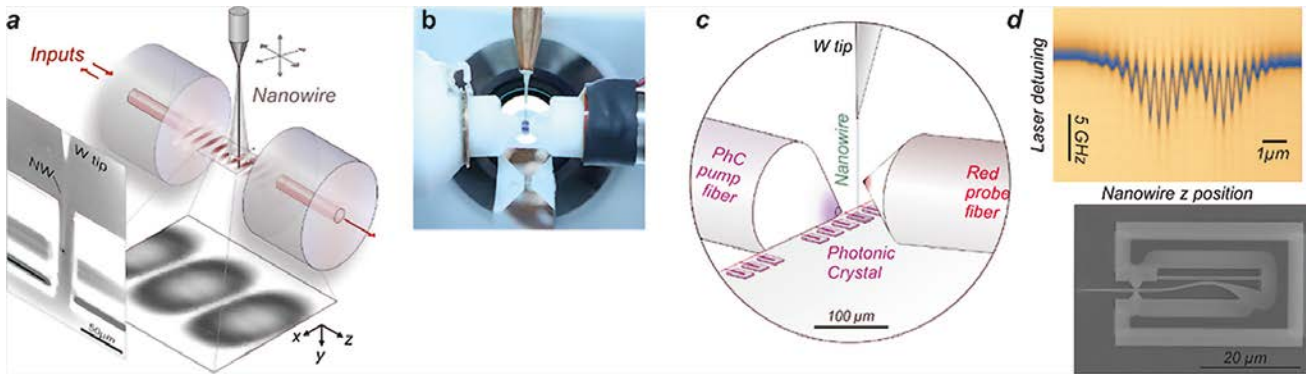 a
Inputs
Nanowire
W tip
NW
50µm
x
y
z
b
c
W tip
PhC
pump
fiber
Nanowire
Red
probe
fiber
Photonic
Crystal
100 µm
d
Laser detuning
5 GHz
1µm
Nanowire z position
20 µm